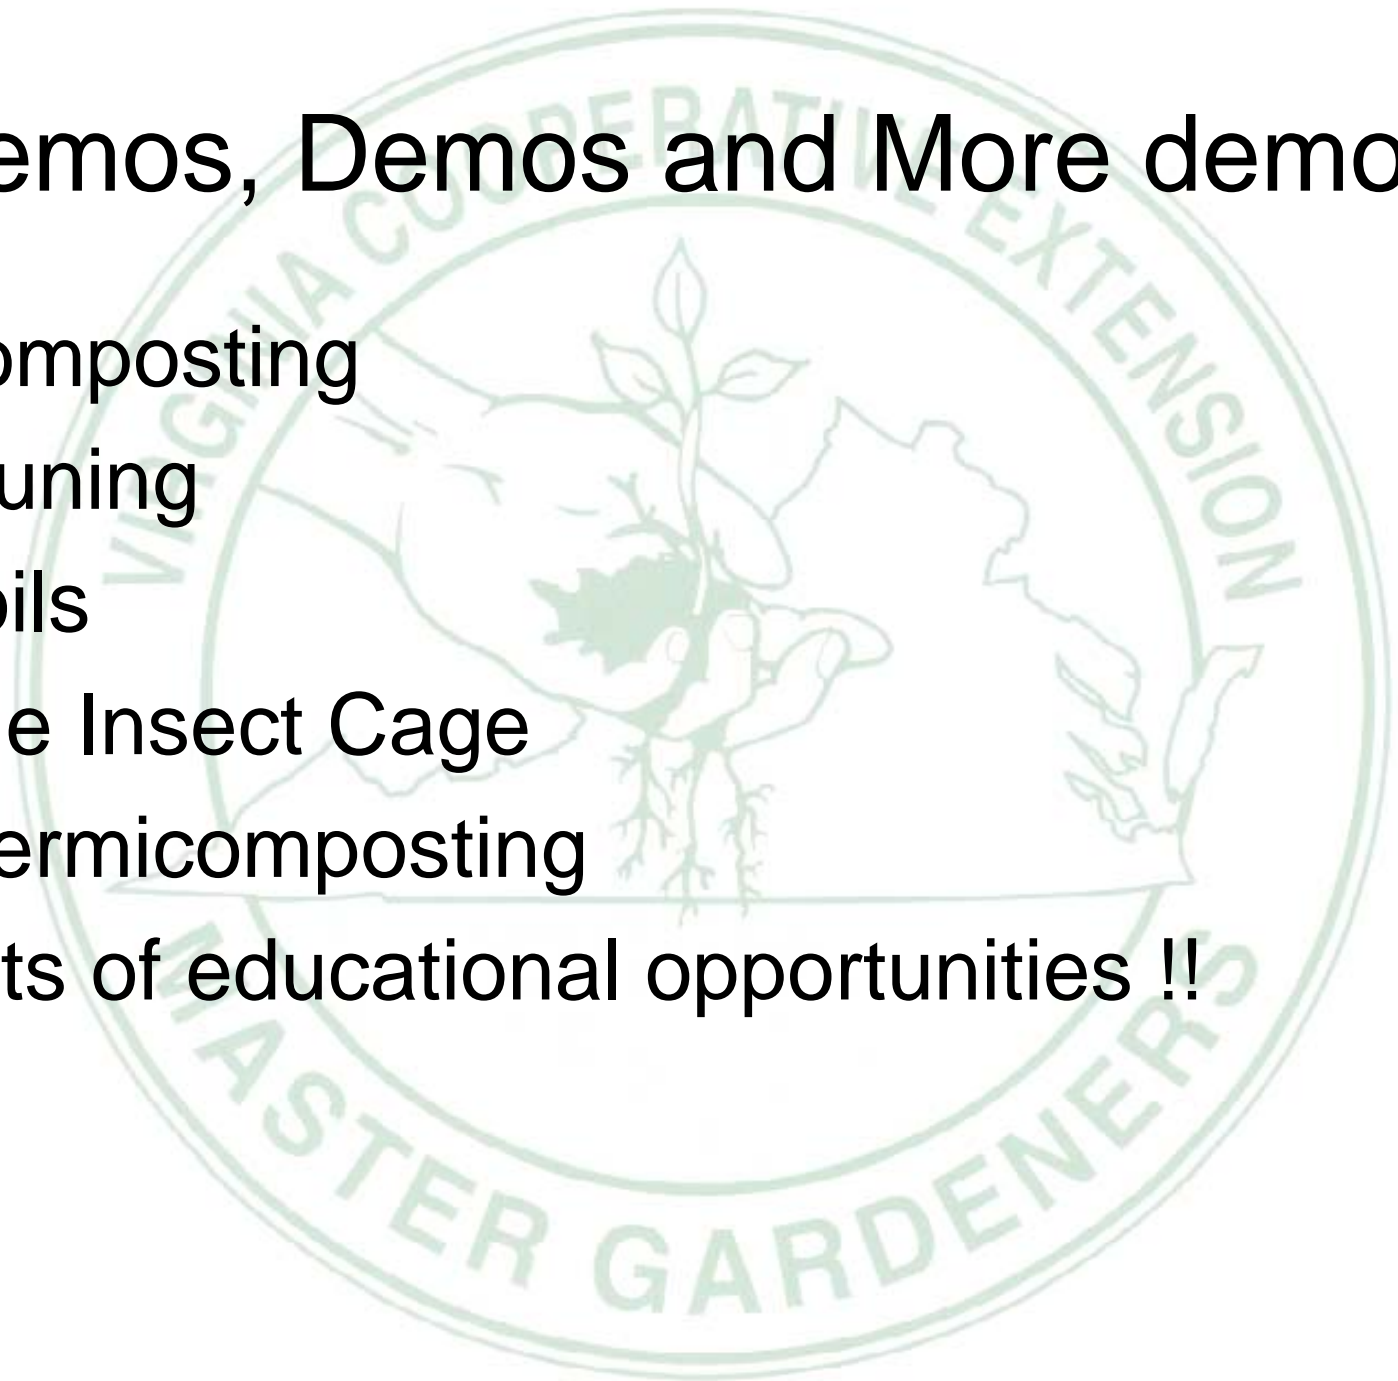 emos, Demos and More demo
omposting
uning
oils
e Insect Cage
ermicomposting
ts of educational opportunities !!
VIRGINIA COOPERATIVE EXTENSION
MASTER GARDENERS